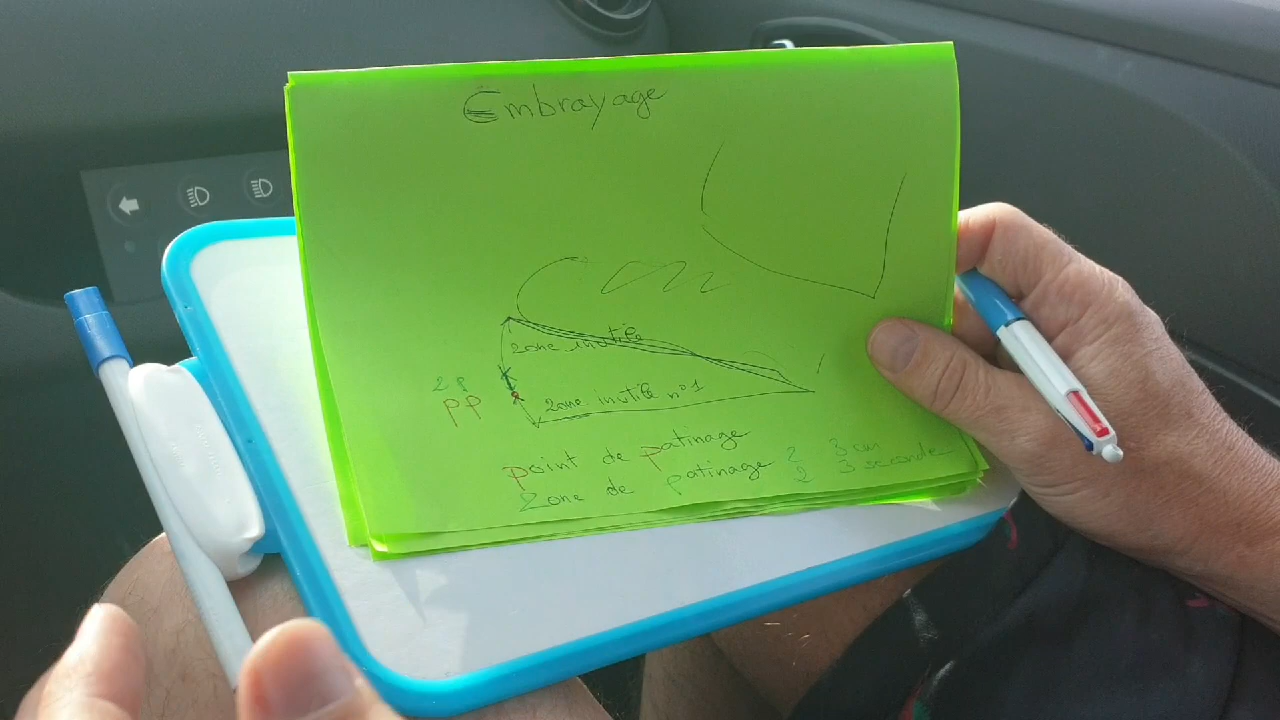 Embrayage
zone inutile
zp
pp
zone inutile n°1
point de patinage
zone de patinage 2 3 cm
2 3 seconde